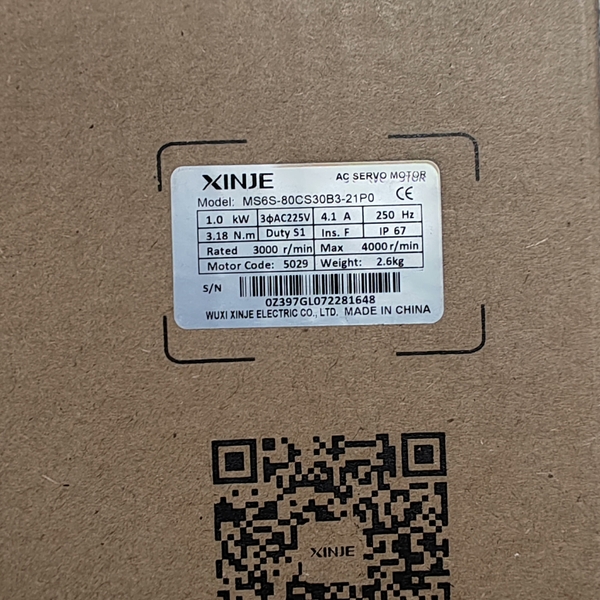 XINJE AC SERVO MOTOR
Model: MS6S-80CS30B3-21P0 CE
1.0 kW 3ϕAC225V 4.1 A 250 Hz
3.18 N.m Duty S1 Ins. F IP 67
Rated 3000 r/min Max 4000 r/min
Motor Code: 5029 Weight: 2.6kg
S/N
0Z397GL072281648
WUXI XINJE ELECTRIC CO., LTD. MADE IN CHINA
XINJE